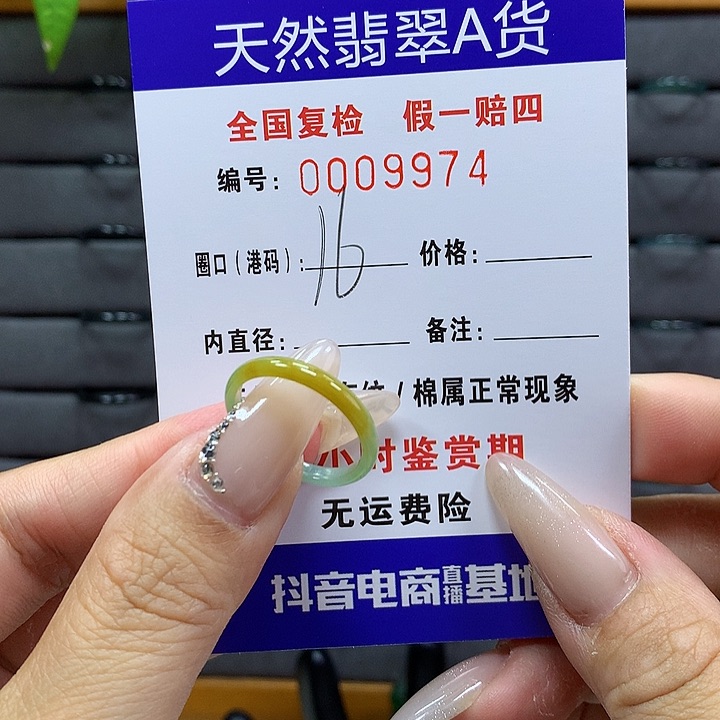 天然翡翠A货
全国复检 假一赔四
编号: 0009974
圈口(港码): 16 价格:
内直径: 备注:
/棉属正常现象
小时鉴赏期
无运费险
抖音电商直播基地